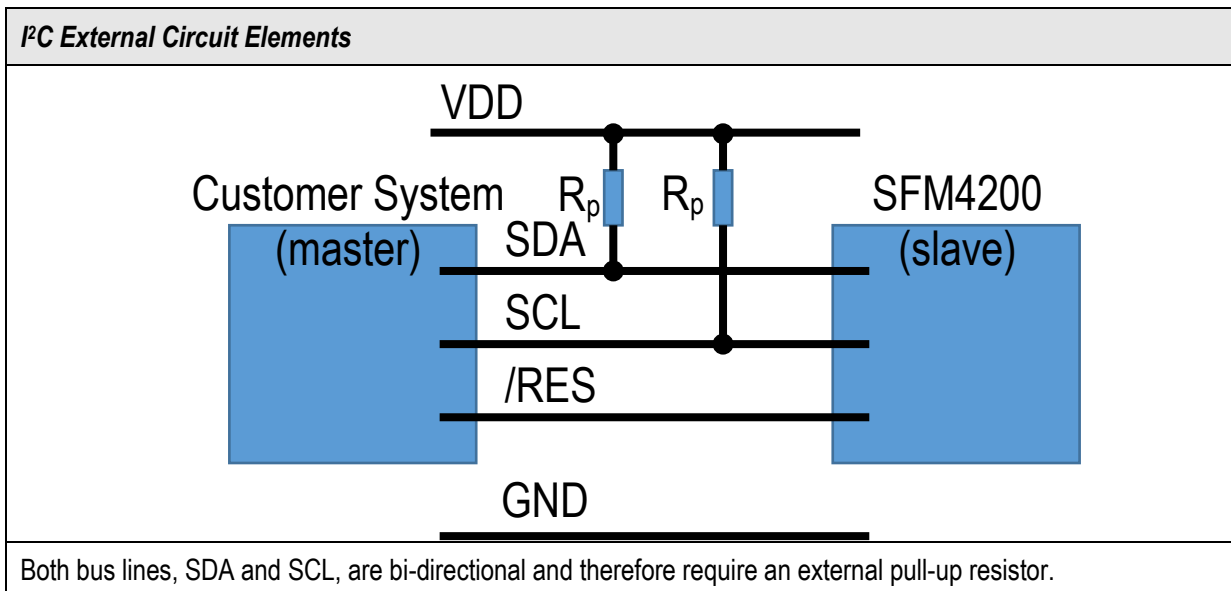 I²C External Circuit Elements
VDD
Customer System
(master)
Rp
Rp
SFM4200
(slave)
SDA
SCL
/RES
GND
Both bus lines, SDA and SCL, are bi-directional and therefore require an external pull-up resistor.